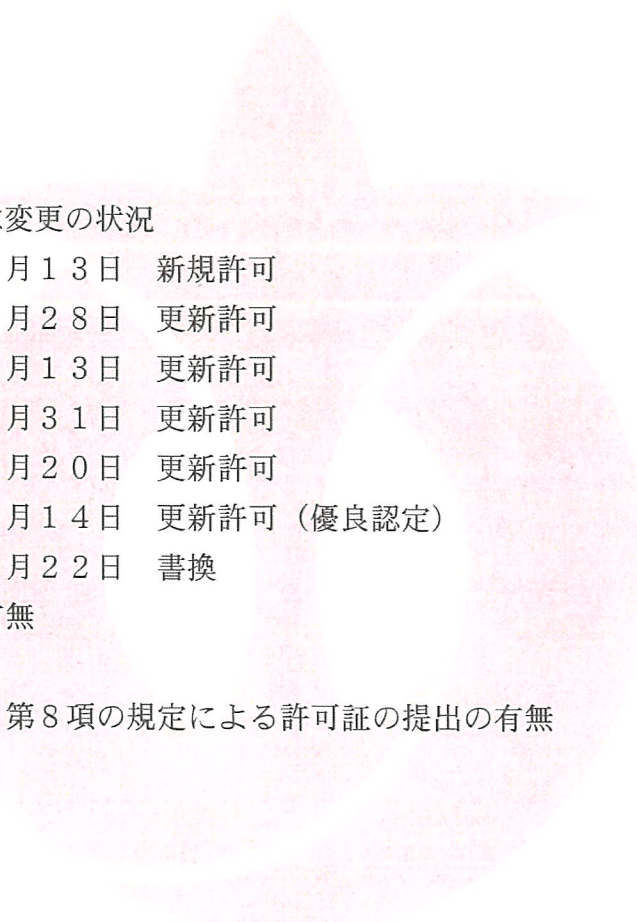 変更の状況
月１３日　新規許可
月２８日　更新許可
月１３日　更新許可
月３１日　更新許可
月２０日　更新許可
月１４日　更新許可（優良認定）
月２２日　書換
無
第８項の規定による許可証の提出の有無